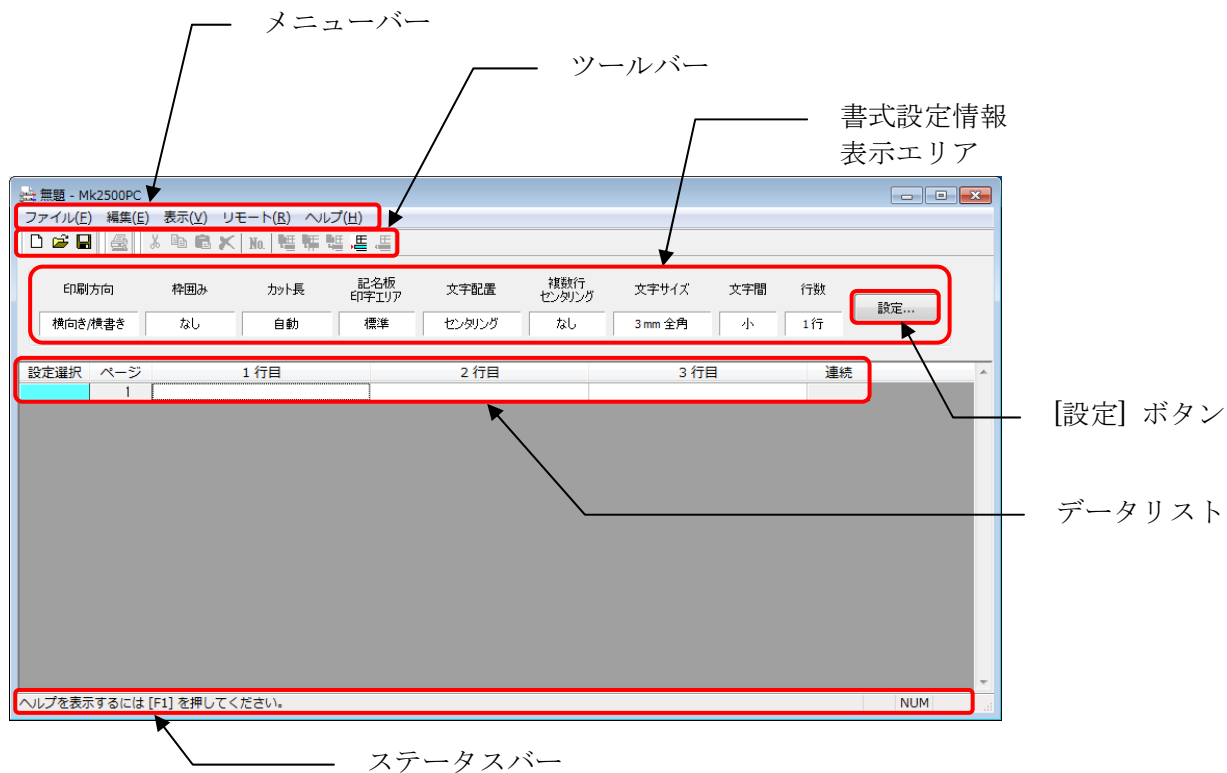 メニューバー
ツールバー
書式設定情報
表示エリア
無題 - Mk2500PC
ファイル(F) 編集(E) 表示(V) リモート(R) ヘルプ(H)
No.
印刷方向 枠囲み カット長 記名板 印字エリア 文字配置 複数行 センタリング 文字サイズ 文字間 行数
横向き/横書き なし 自動 標準 センタリング なし 3mm 全角 小 1行
設定...
設定選択 ページ 1行目 2行目 3行目 連続
1
[設定] ボタン
データリスト
ヘルプを表示するには [F1] を押してください。 NUM
ステータスバー